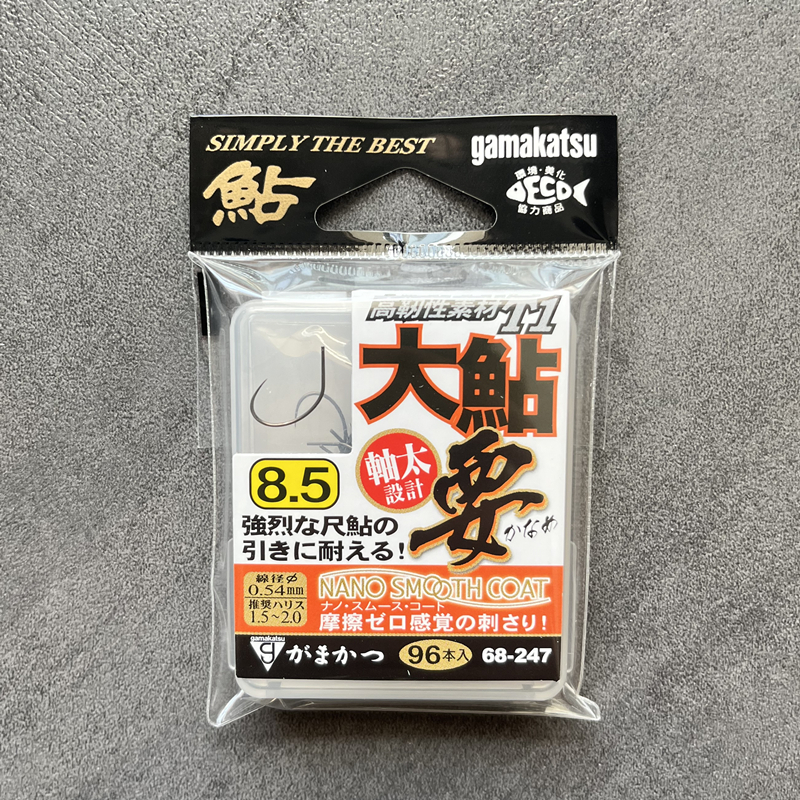 SIMPLY THE BEST
gamakatsu
鮎
環境・美化
ECO
協力商品
高靭性素材T1
大鮎
軸太
設計
要
かなめ
8.5
強烈な尺鮎の
引きに耐える!
線径φ
0.54mm
推奨ハリス
1.5~2.0
NANO SMOOTH COAT
ナノ・スムース・コート
摩擦ゼロ感覚の刺さり!
gamakatsu
g
がまかつ
96本入
68-247